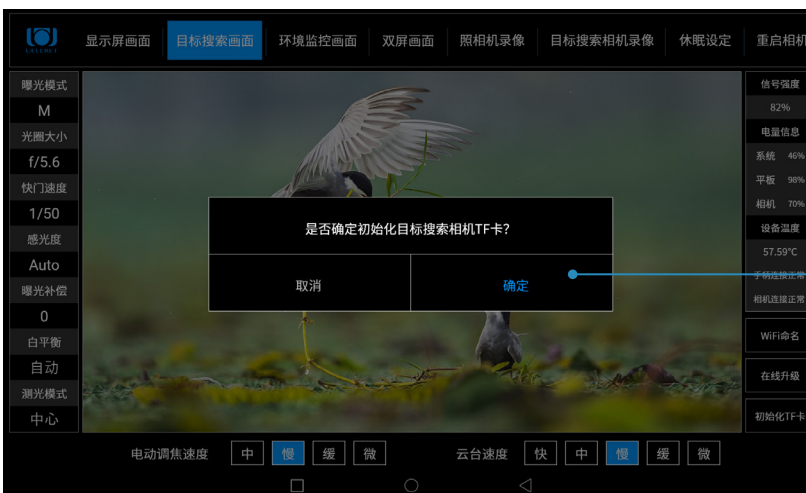 显示屏画面 目标搜索画面 环境监控画面 双屏画面 照相机录像 目标搜索相机录像 休眠设定 重启相机
曝光模式
M
光圈大小
f/5.6
快门速度
1/50
感光度
Auto
曝光补偿
0
白平衡
自动
测光模式
中心
是否确定初始化目标搜索相机TF卡?
取消 确定
信号强度
82%
电量信息
系统 46%
平板 98%
相机 70%
设备温度
57.59°C
手柄连接正常
相机连接正常
WiFi命名
在线升级
初始化TF卡
电动调焦速度 中 慢 缓 微 云台速度 快 中 慢 缓 微